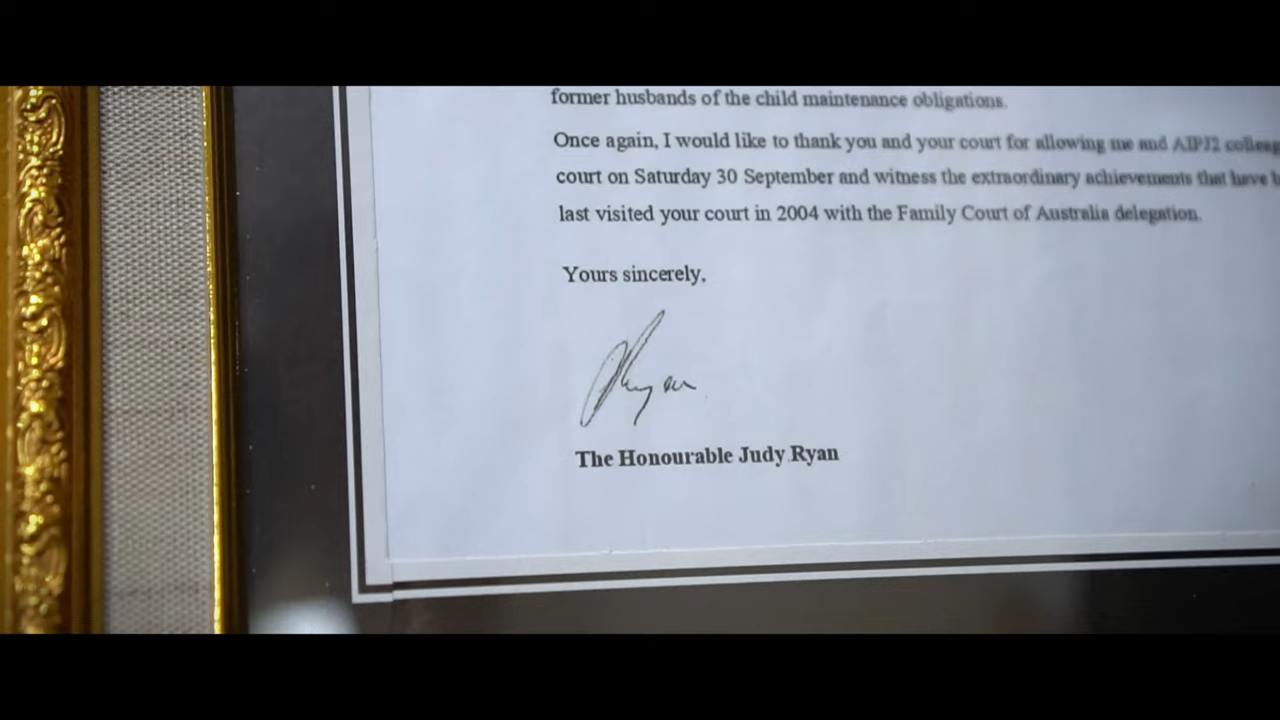 former husbands of the child maintenance obligations.
Once again, I would like to thank you and your court for allowing me and AIPJ2
court on Saturday 30 September and witness the extraordinary achievements that have
last visited your court in 2004 with the Family Court of Australia delegation.
Yours sincerely,
Ryan
The Honourable Judy Ryan